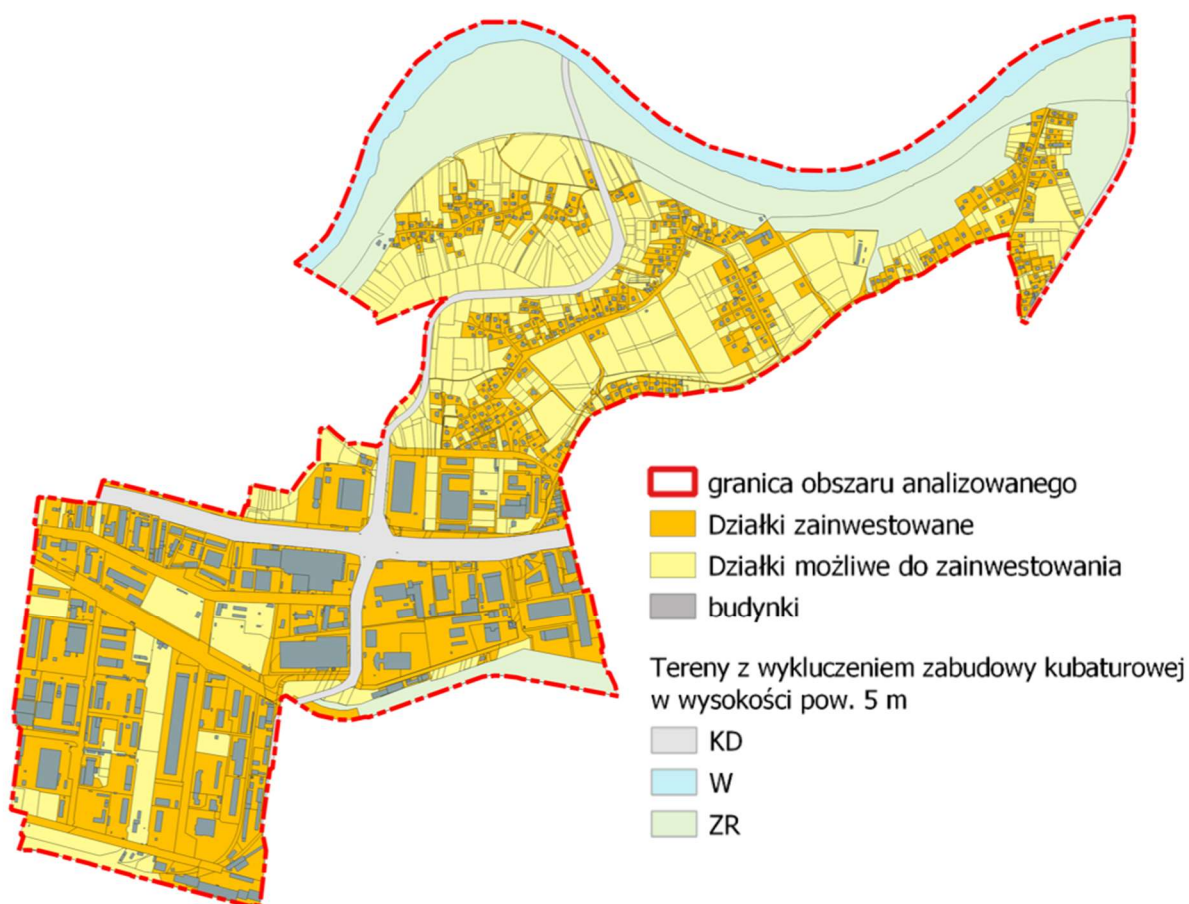 granica obszaru analizowanego
Działki zainwestowane
Działki możliwe do zainwestowania
budynki
Tereny z wykluczeniem zabudowy kubaturowej
w wysokości pow. 5 m
KD
W
ZR